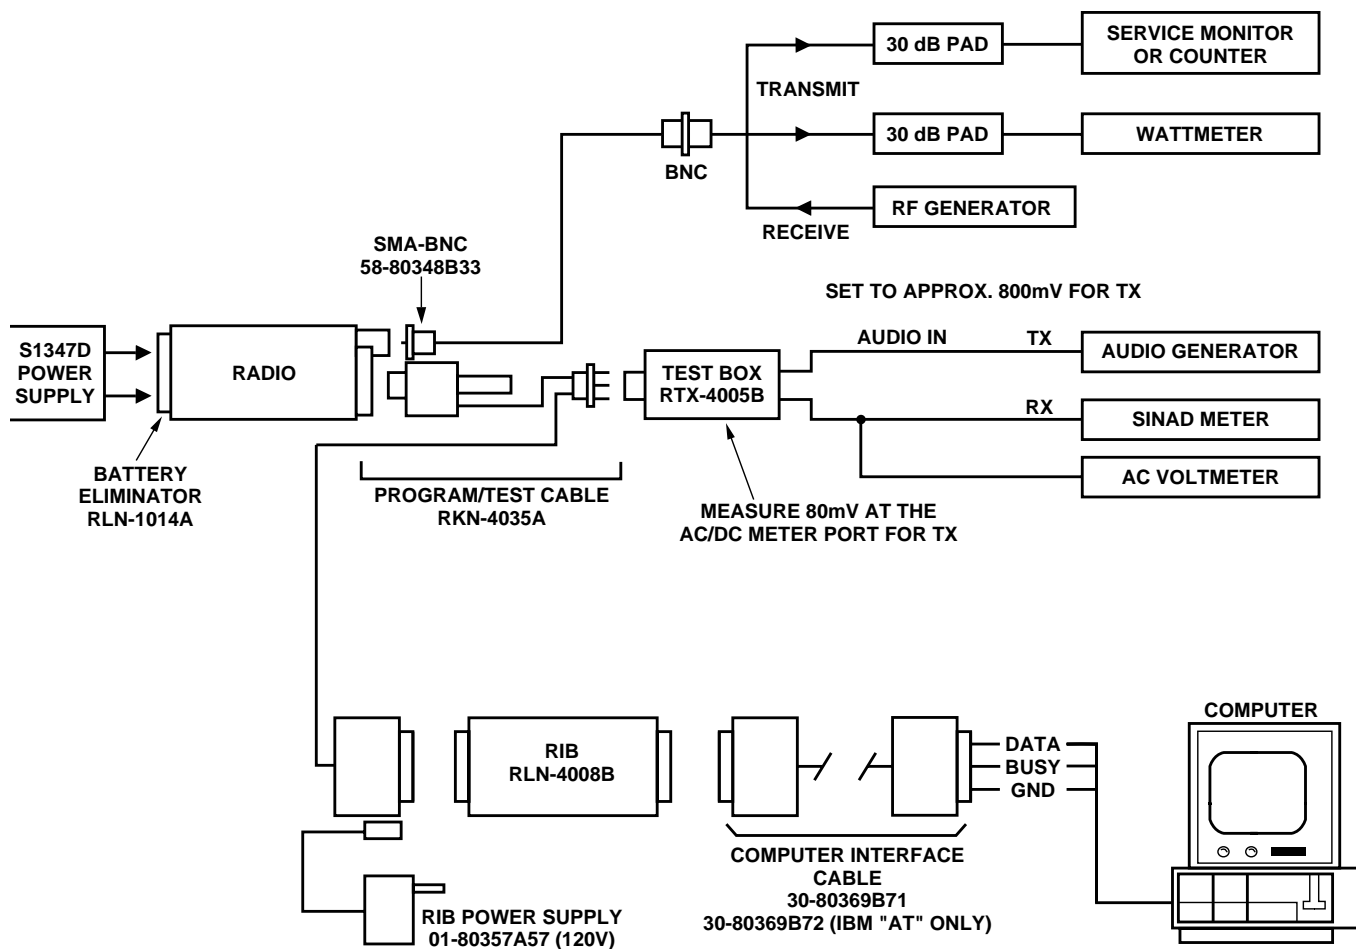 30 dB PAD
SERVICE MONITOR
OR COUNTER
TRANSMIT
30 dB PAD
WATTMETER
BNC
RF GENERATOR
RECEIVE
SMA-BNC
58-80348B33
SET TO APPROX. 800mV FOR TX
S1347D
POWER
SUPPLY
RADIO
TEST BOX
RTX-4005B
AUDIO IN
TX
AUDIO GENERATOR
RX
SINAD METER
BATTERY
ELIMINATOR
RLN-1014A
PROGRAM/TEST CABLE
RKN-4035A
MEASURE 80mV AT THE
AC/DC METER PORT FOR TX
AC VOLTMETER
RIB
RLN-4008B
DATA
BUSY
GND
COMPUTER
COMPUTER INTERFACE
CABLE
30-80369B71
30-80369B72 (IBM "AT" ONLY)
RIB POWER SUPPLY
01-80357A57 (120V)